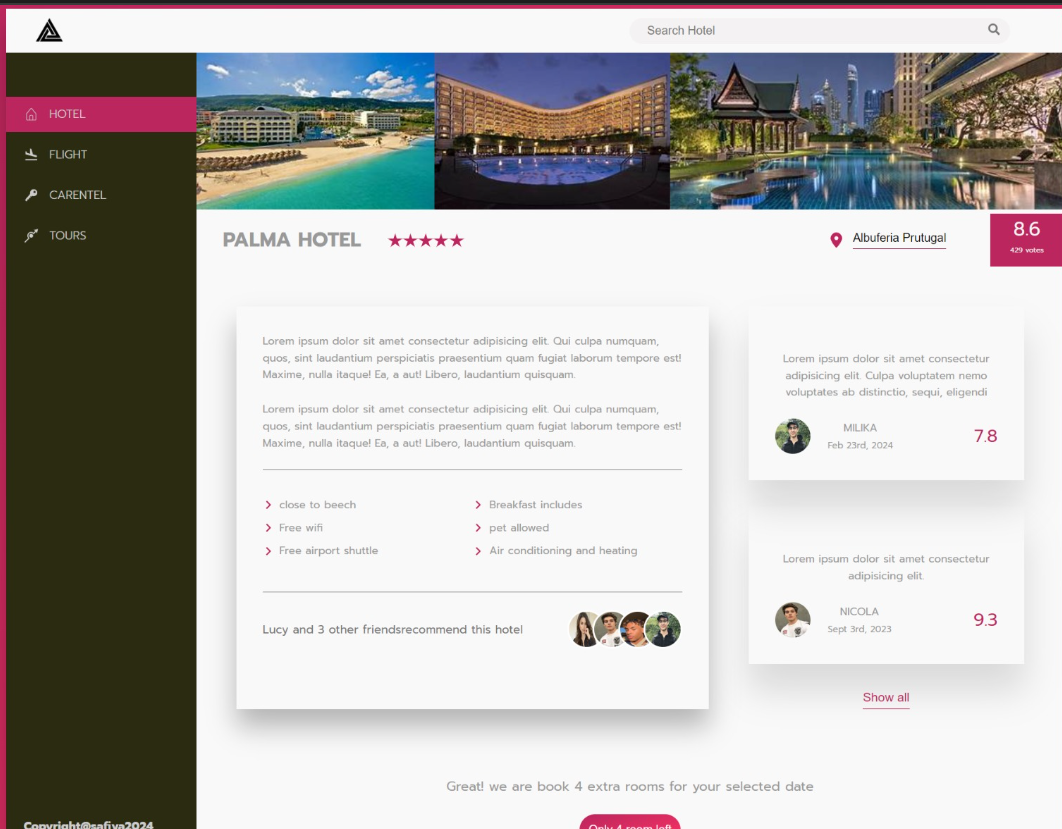 Search Hotel
HOTEL
FLIGHT
CARENTEL
TOURS
PALMA HOTEL
Albuferia Prutugal
8.6
429 votes
Lorem ipsum dolor sit amet consectetur adipisicing elit. Qui culpa numquam,
quos, sint laudantium perspiciatis praesentium quam fugiat laborum tempore est!
Maxime, nulla itaque! Ea, a aut! Libero, laudantium quisquam.
Lorem ipsum dolor sit amet consectetur adipisicing elit. Qui culpa numquam,
quos, sint laudantium perspiciatis praesentium quam fugiat laborum tempore est!
Maxime, nulla itaque! Ea, a aut! Libero, laudantium quisquam.
close to beech
Free wifi
Free airport shuttle
Breakfast includes
pet allowed
Air conditioning and heating
Lucy and 3 other friendsrecommend this hotel
Lorem ipsum dolor sit amet consectetur
adipisicing elit. Culpa voluptatem nemo
voluptates ab distinctio, sequi, eligendi
MILIKA
Feb 23rd, 2024
7.8
Lorem ipsum dolor sit amet consectetur
adipisicing elit.
NICOLA
Sept 3rd, 2023
9.3
Show all
Great! we are book 4 extra rooms for your selected date
Only 4 room left
Copyright@safiya2024